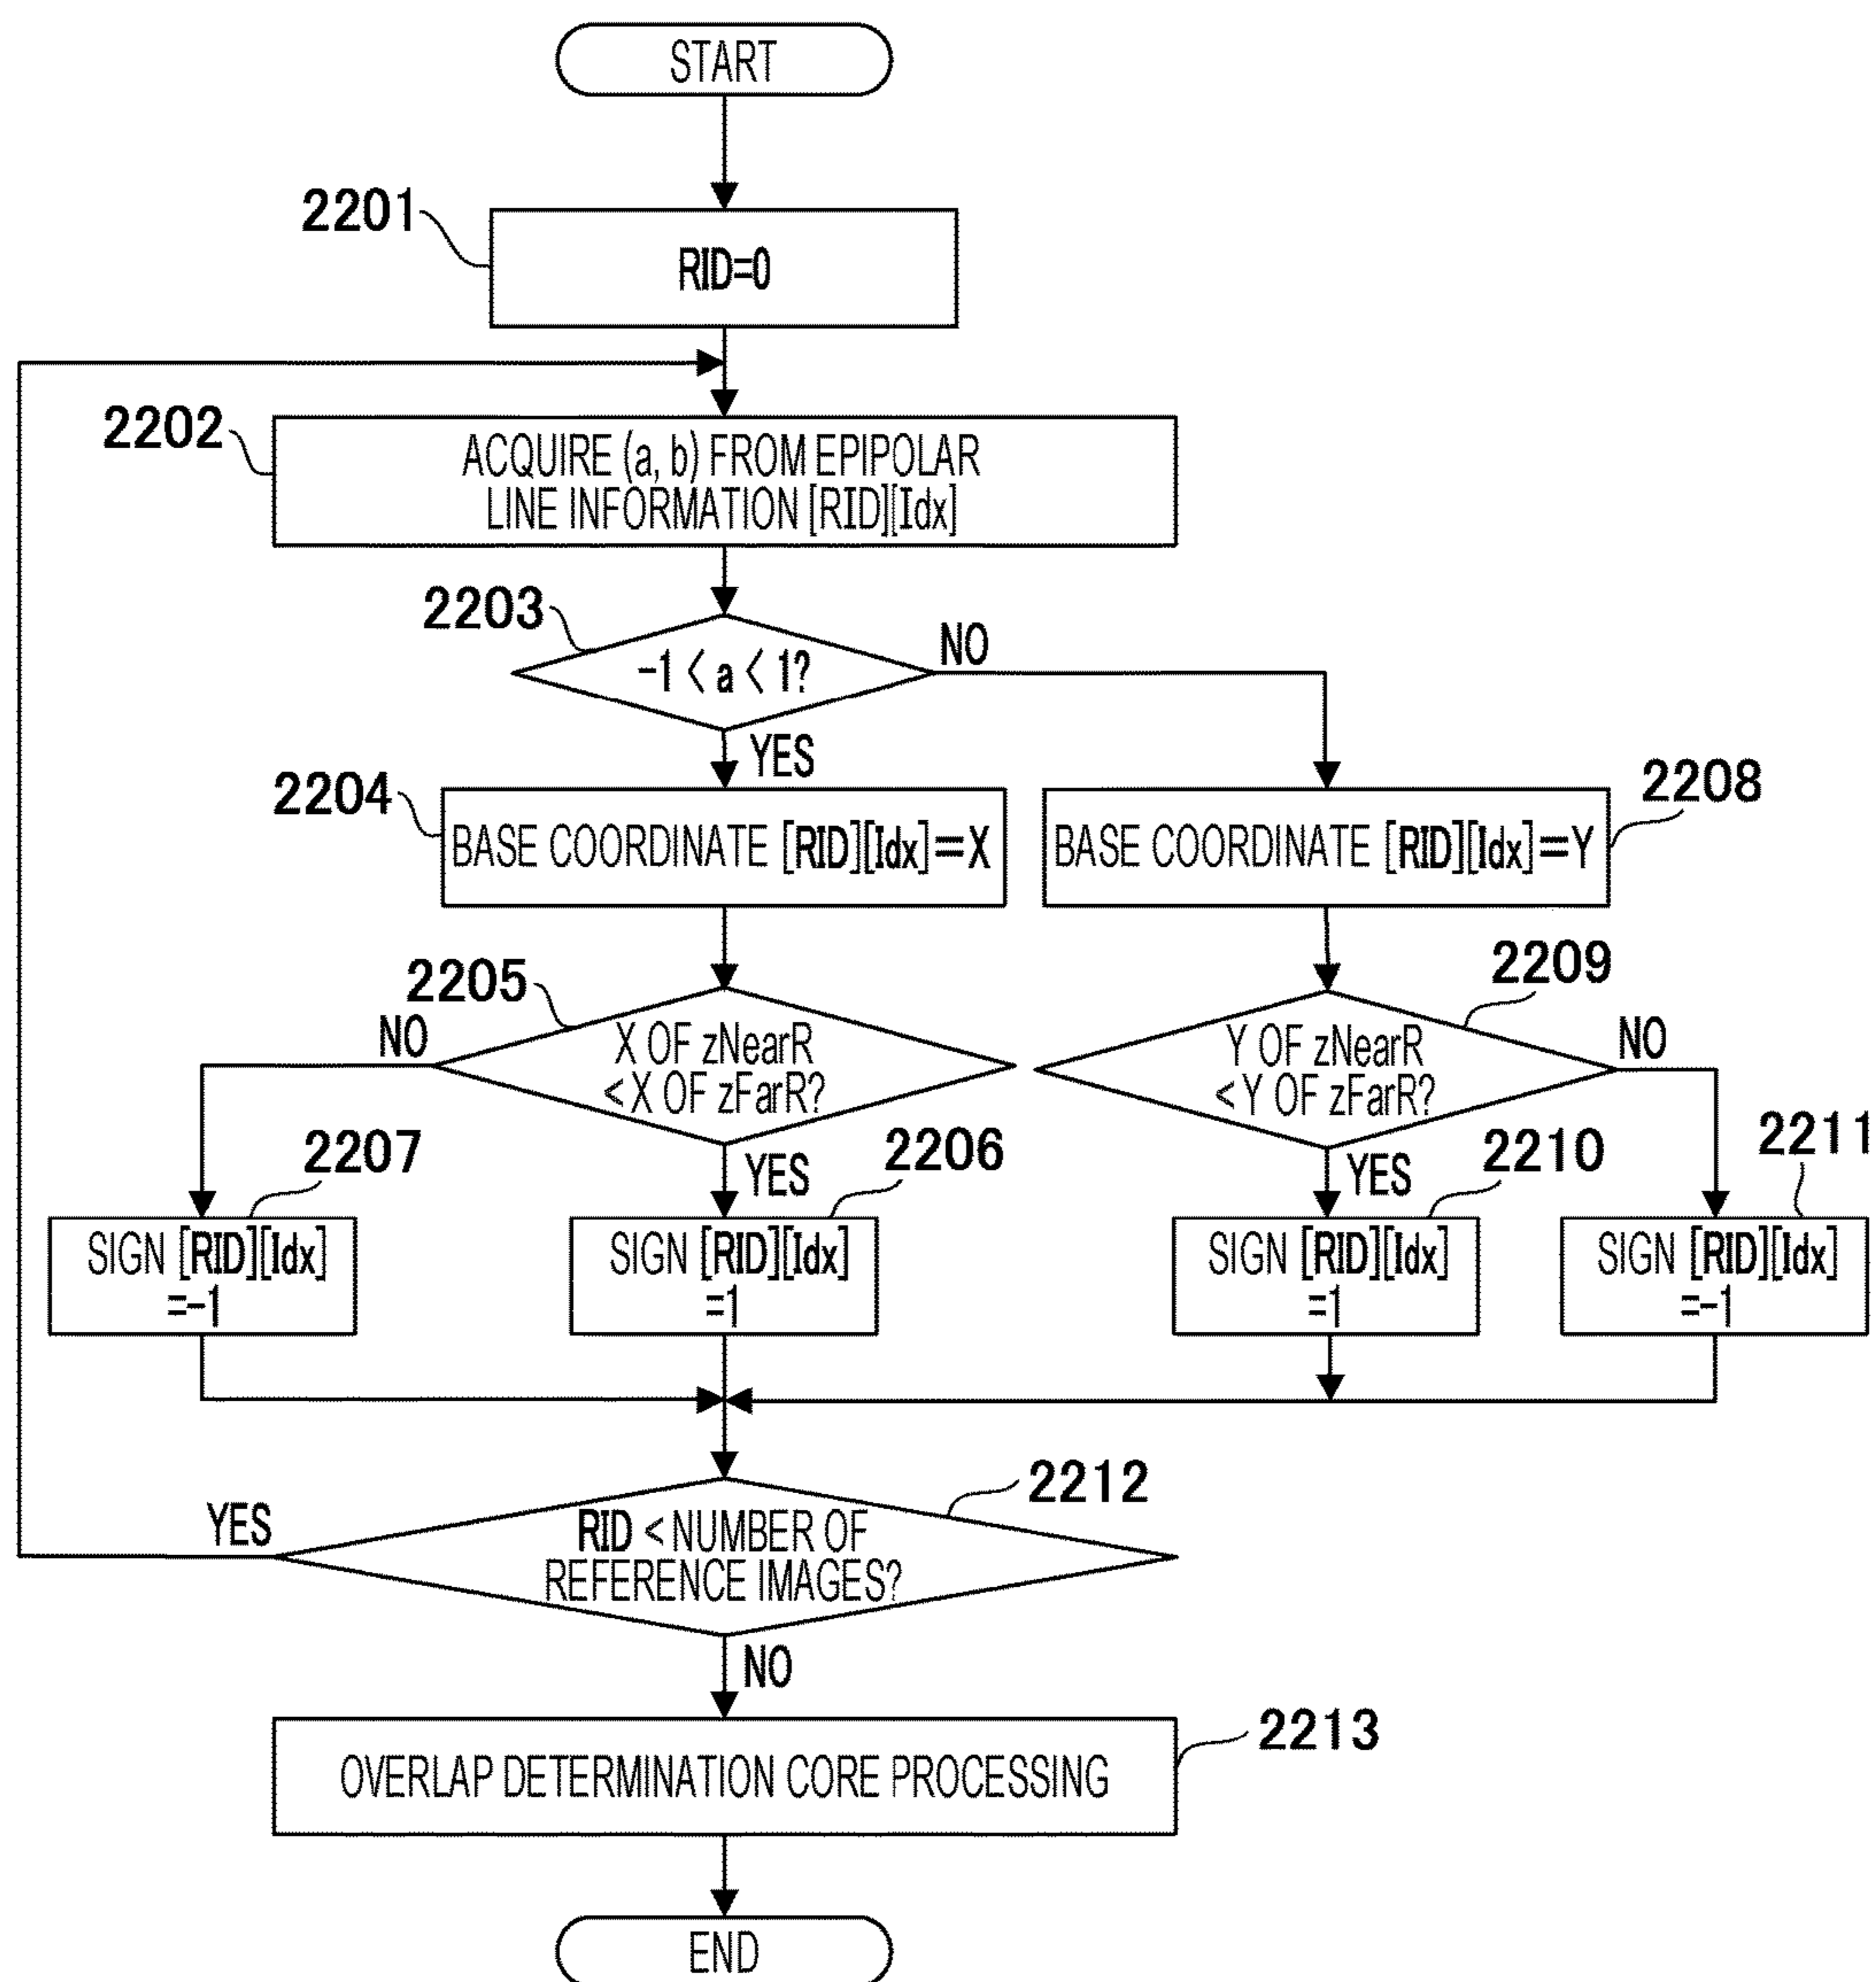 START
2201
RID=0
2202
ACQUIRE (a, b) FROM EPIPOLAR
LINE INFORMATION [RID][Idx]
2203
-1 < a < 1?
NO
YES
2204
BASE COORDINATE [RID][Idx]=X
2208
BASE COORDINATE [RID][Idx]=Y
2205
NO
X OF zNearR
< X OF zFarR?
YES
2209
Y OF zNearR
< Y OF zFarR?
NO
YES
2207
SIGN [RID][Idx]
=-1
2206
SIGN [RID][Idx]
=1
2210
SIGN [RID][Idx]
=1
2211
SIGN [RID][Idx]
=-1
2212
YES
RID < NUMBER OF
REFERENCE IMAGES?
NO
2213
OVERLAP DETERMINATION CORE PROCESSING
END